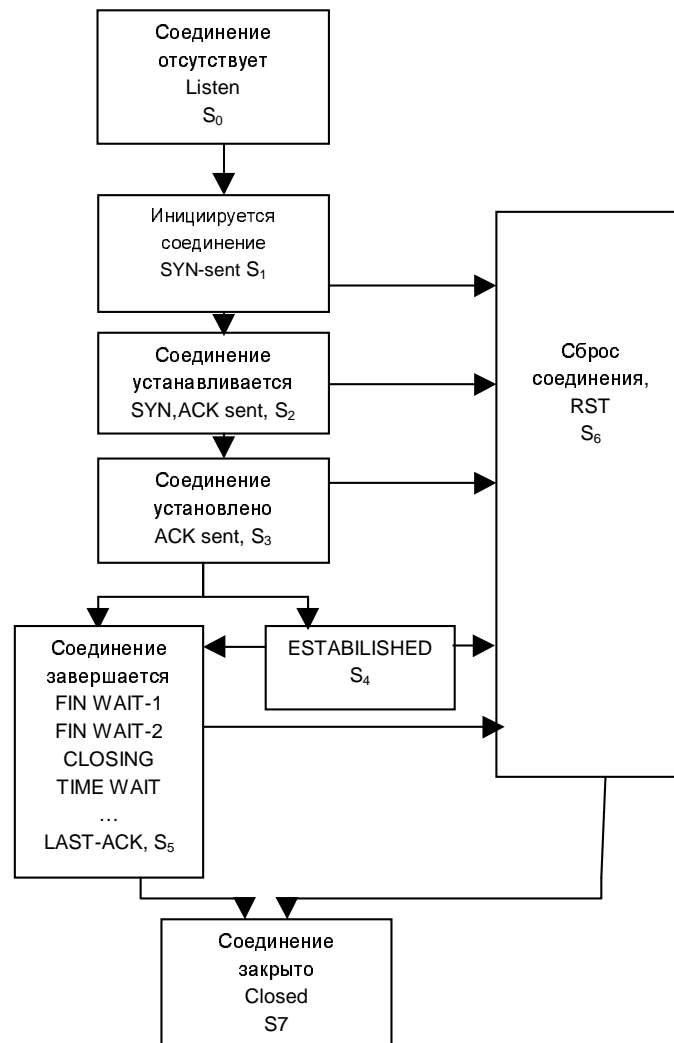 Соединение
отсутствует
Listen
S0
Инициируется
соединение
SYN-sent S1
Соединение
устанавливается
SYN,ACK sent, S2
Соединение
установлено
ACK sent, S3
Сброс
соединения,
RST
S6
Соединение
завершается
FIN WAIT-1
FIN WAIT-2
CLOSING
TIME WAIT
…
LAST-ACK, S5
ESTABILISHED
S4
Соединение
закрыто
Closed
S7